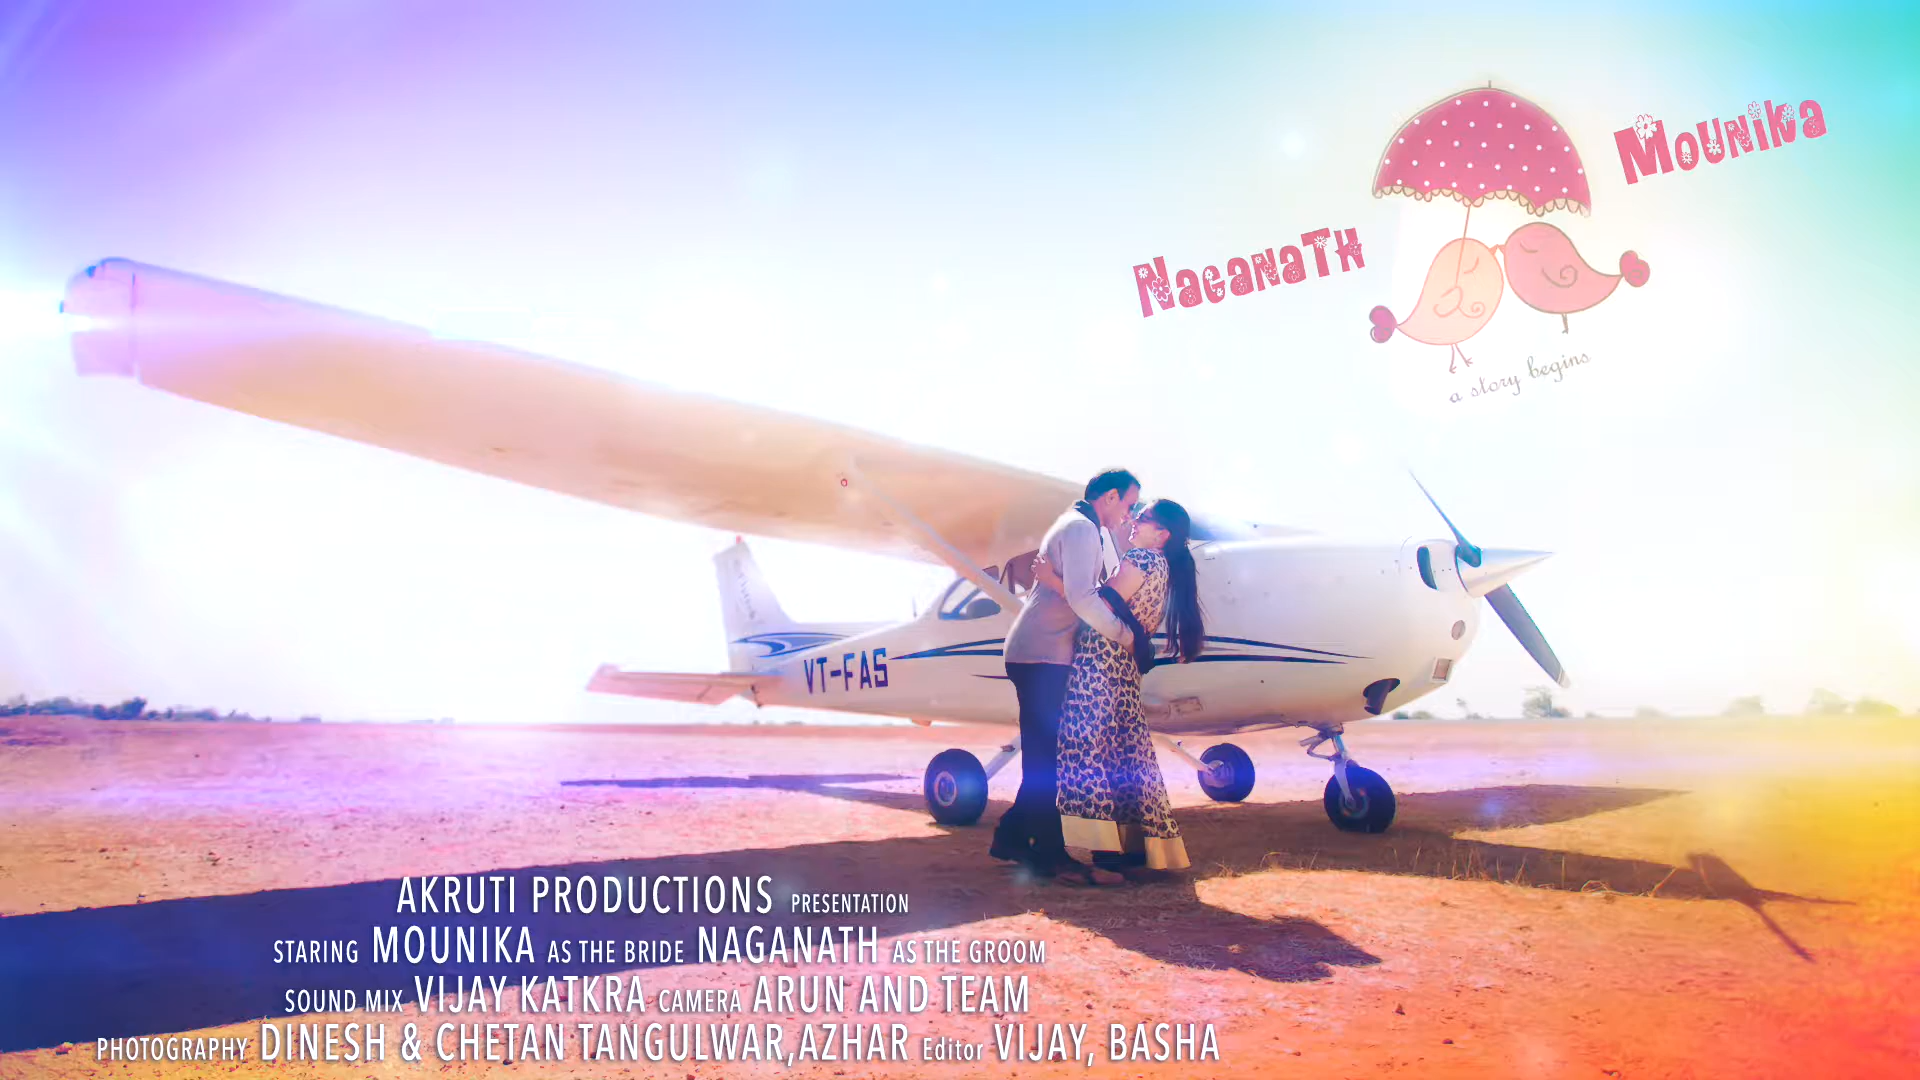 Mounika
Naganath
a story begins
VT-FAS
AKRUTI PRODUCTIONS PRESENTATION
STARING MOUNIKA AS THE BRIDE NAGANATH AS THE GROOM
SOUND MIX VIJAY KATKRA CAMERA ARUN AND TEAM
PHOTOGRAPHY DINESH & CHETAN TANGULWAR,AZHAR Editor VIJAY, BASHA